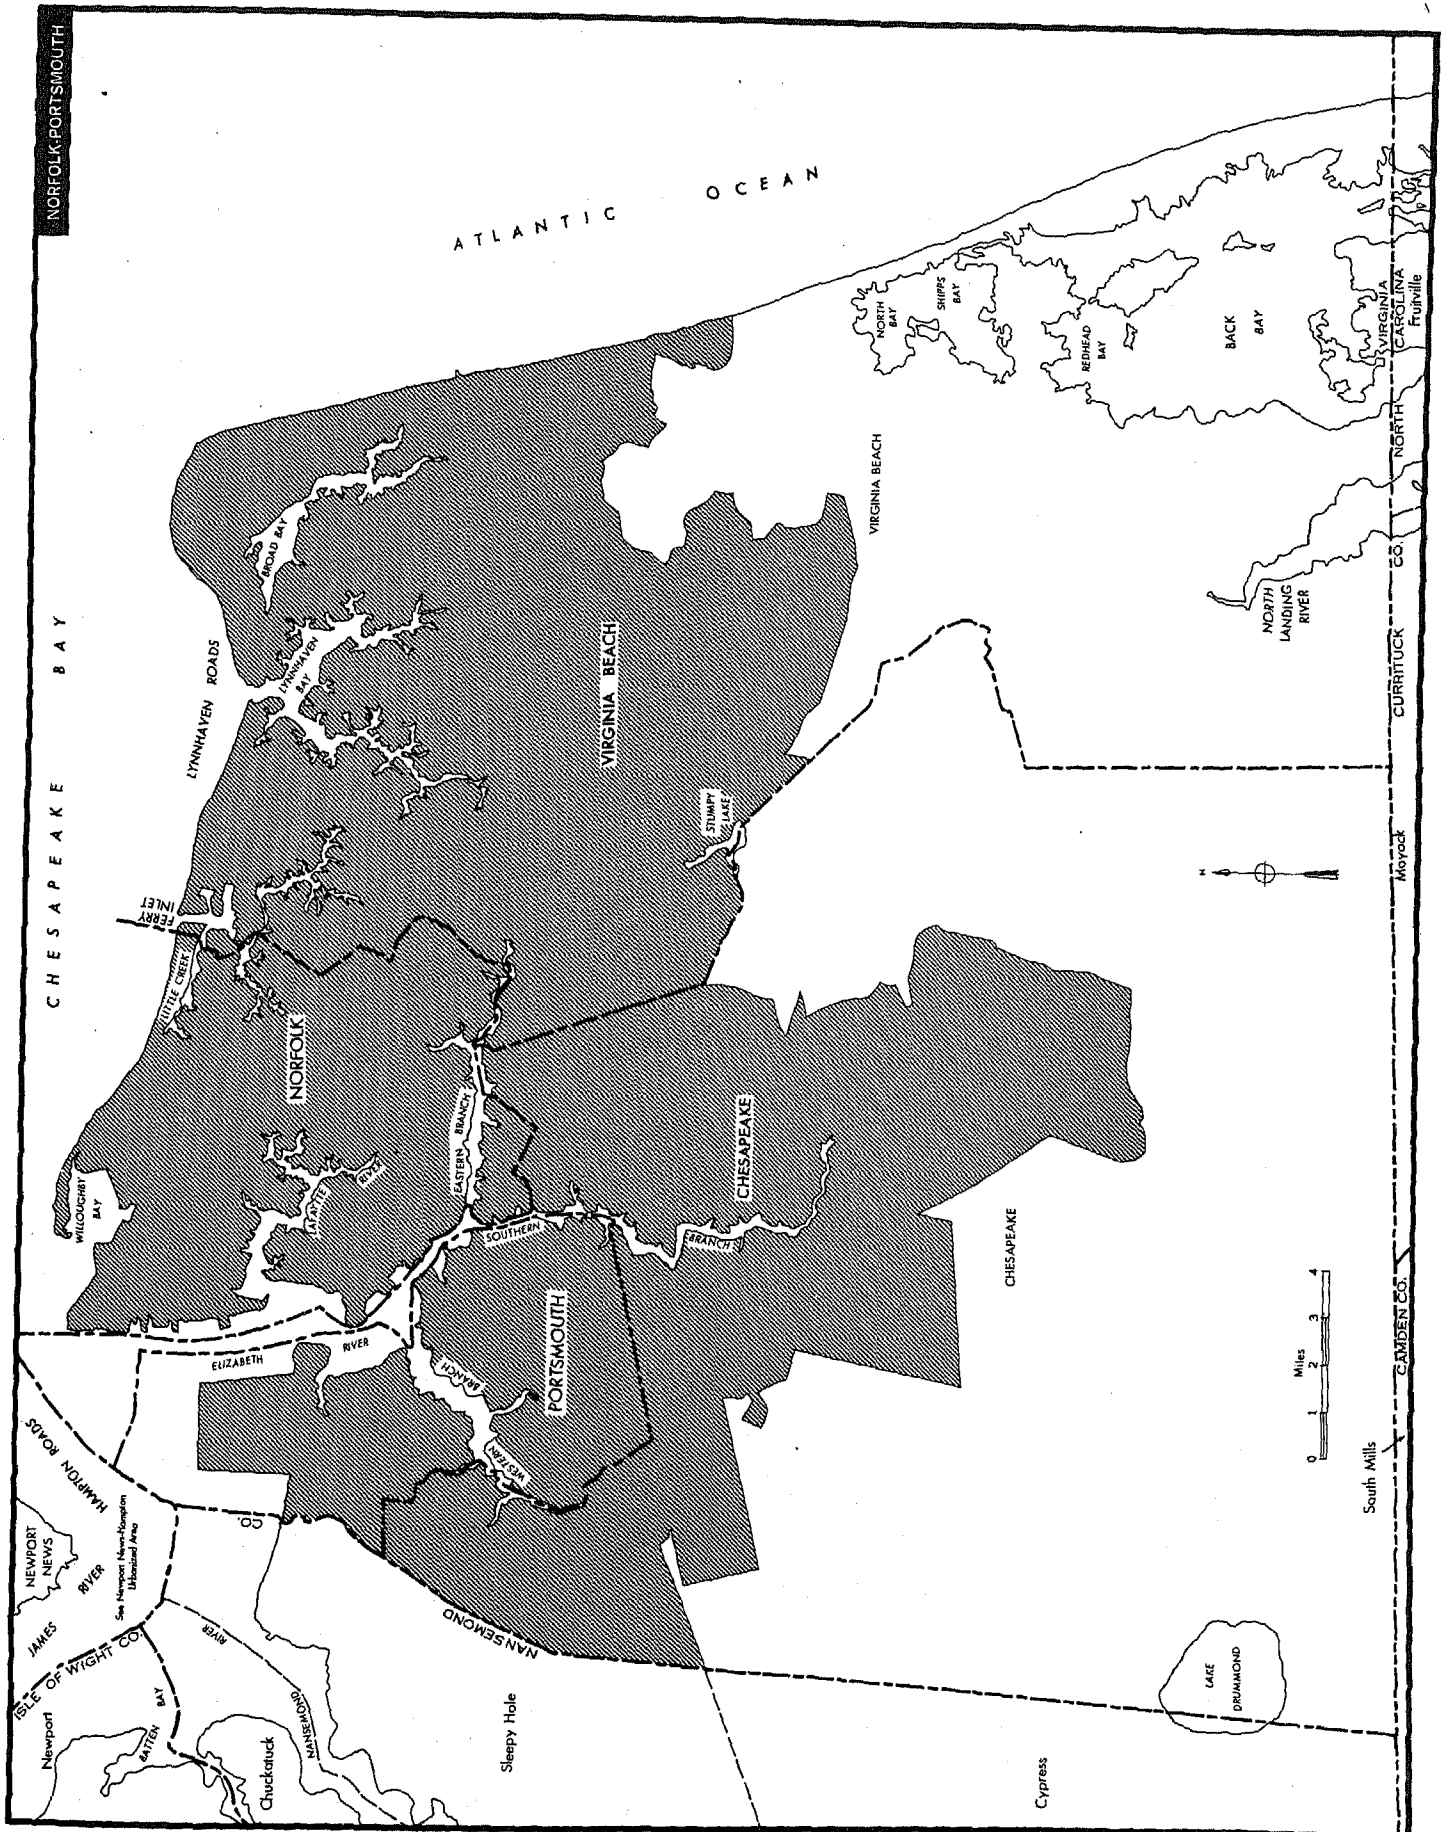 NORFOLK-PORTSMOUTH
ATLANTIC OCEAN
CHESAPEAKE BAY
LYNNHAVEN ROADS
BROAD BAY
LYNNHAVEN
BAY
FERRY
INLET
LITTLE CREEK
WILLOUGHBY
BAY
NORFOLK
LAFAYETTE
RIVER
EASTERN BRANCH
VIRGINIA BEACH
STUMPY
LAKE
VIRGINIA BEACH
NORTH
BAY
SHIPPS
BAY
REDHEAD
BAY
BACK
BAY
NORTH
LANDING
RIVER
VIRGINIA
NORTH CAROLINA
Fruitville
CURRITUCK CO.
Moyock
N
SOUTHERN
BRANCH
CHESAPEAKE
CHESAPEAKE
PORTSMOUTH
ELIZABETH RIVER
WESTERN
BRANCH
HAMPTON ROADS
NEWPORT
NEWS
JAMES RIVER
See Newport News-Hampton
Urbanized Area
ISLE OF WIGHT CO.
Newport
BATTEN BAY
Chuckatuck
NANSEMOND
RIVER
NANSEMOND
CO.
Sleepy Hole
Cypress
LAKE
DRUMMOND
Miles
0 1 2 3 4
South Mills
CAMDEN CO.